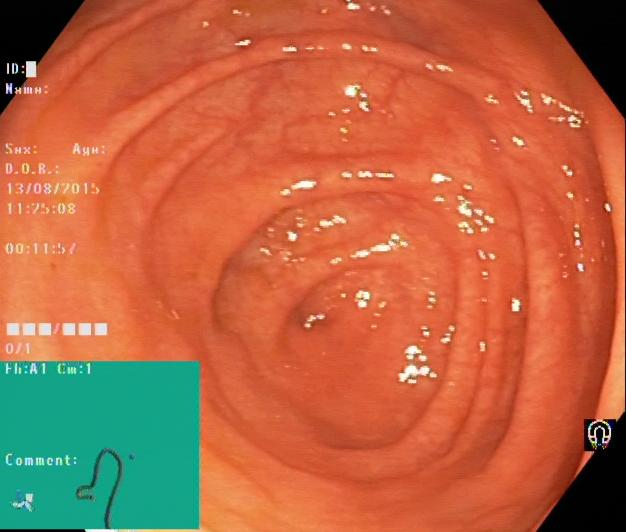 ID:
Name:
Sex: Age:
D.O.B.:
13/08/2015
11:25:08
00:11:57
/
0/1
Eh:A1 Cm:1
Comment: